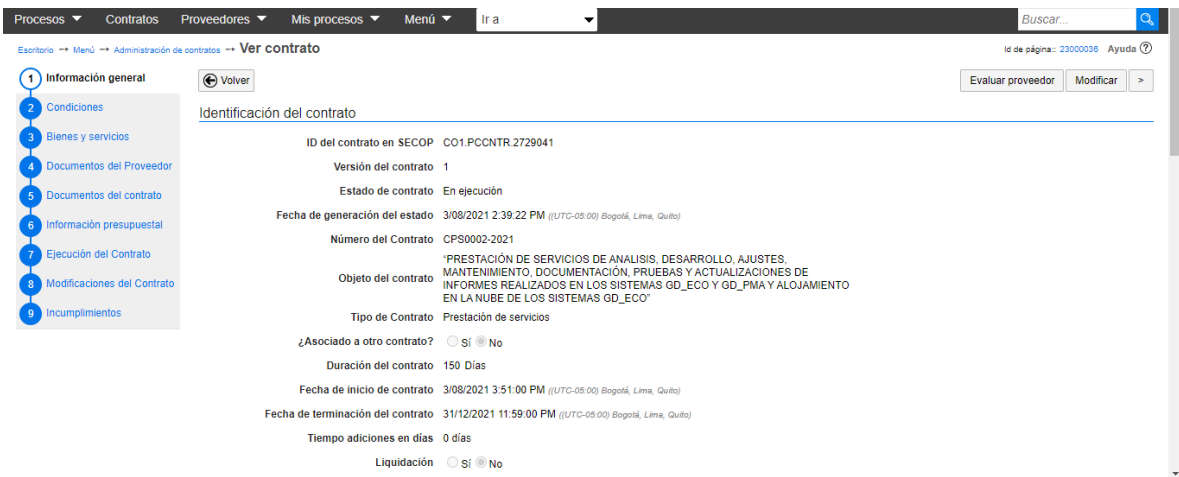 Procesos Contratos Proveedores Mis procesos Menú Ir a Buscar...
Escritorio → Menú → Administración de contratos → Ver contrato Id de página:: 23000036 Ayuda ?
1 Información general
2 Condiciones
3 Bienes y servicios
4 Documentos del Proveedor
5 Documentos del contrato
6 Información presupuestal
7 Ejecución del Contrato
8 Modificaciones del Contrato
9 Incumplimientos
Volver Evaluar proveedor Modificar >
Identificación del contrato
ID del contrato en SECOP CO1.PCCNTR.2729041
Versión del contrato 1
Estado de contrato En ejecución
Fecha de generación del estado 3/08/2021 2:39:22 PM ((UTC-05:00) Bogotá, Lima, Quito)
Número del Contrato CPS0002-2021
Objeto del contrato “PRESTACIÓN DE SERVICIOS DE ANALISIS, DESARROLLO, AJUSTES,
MANTENIMIENTO, DOCUMENTACIÓN, PRUEBAS Y ACTUALIZACIONES DE
INFORMES REALIZADOS EN LOS SISTEMAS GD_ECO Y GD_PMA Y ALOJAMIENTO
EN LA NUBE DE LOS SISTEMAS GD_ECO”
Tipo de Contrato Prestación de servicios
¿Asociado a otro contrato? Sí No
Duración del contrato 150 Días
Fecha de inicio de contrato 3/08/2021 3:51:00 PM ((UTC-05:00) Bogotá, Lima, Quito)
Fecha de terminación del contrato 31/12/2021 11:59:00 PM ((UTC-05:00) Bogotá, Lima, Quito)
Tiempo adiciones en días 0 días
Liquidación Sí No